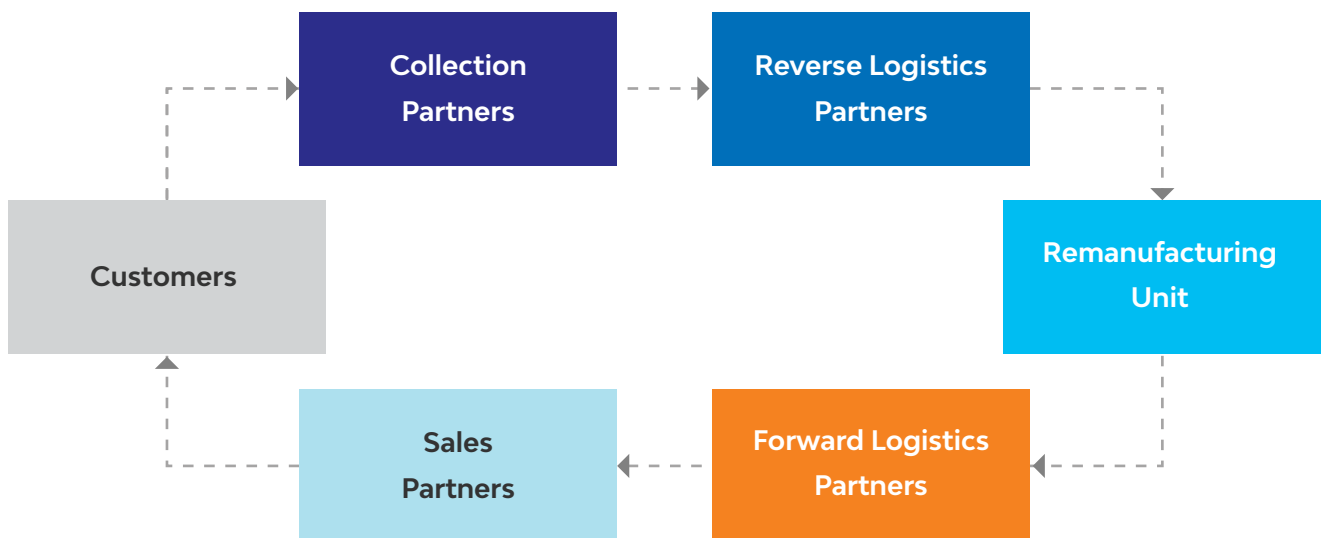 Collection
Partners
Reverse Logistics
Partners
Customers
Remanufacturing
Unit
Sales
Partners
Forward Logistics
Partners